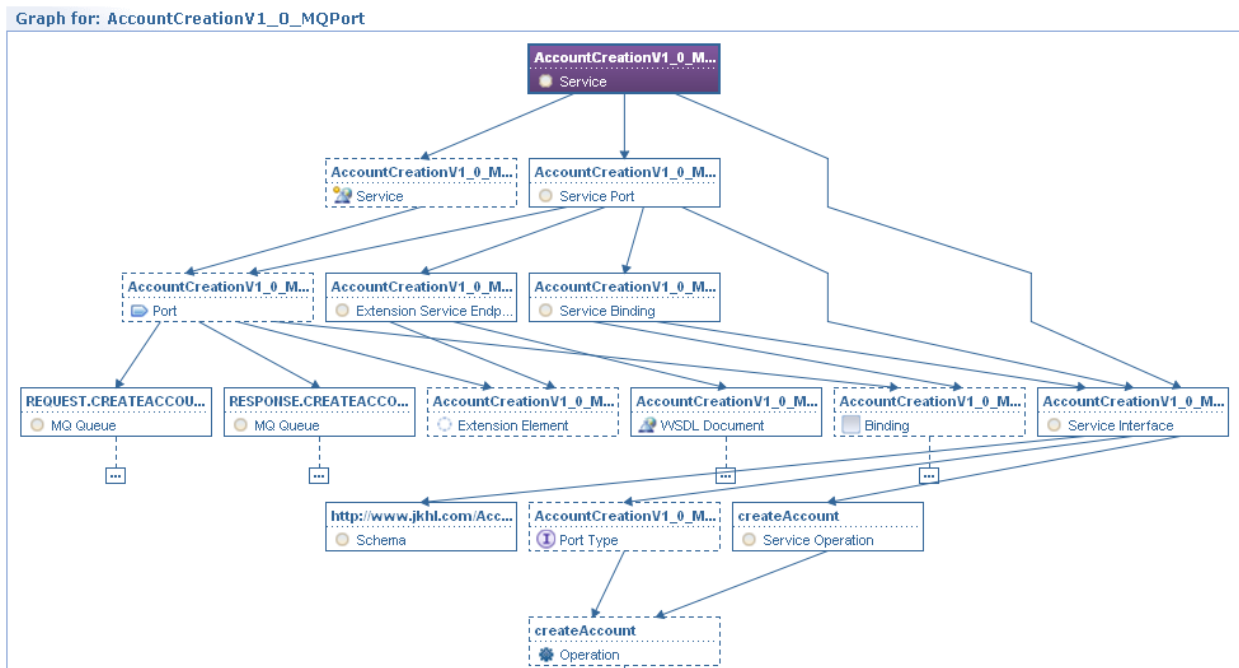 Graph for: AccountCreationV1_0_MQPort
AccountCreationV1_0_M...
Service
AccountCreationV1_0_M...
Service
AccountCreationV1_0_M...
Service Port
AccountCreationV1_0_M...
Port
AccountCreationV1_0_M...
Extension Service Endp...
AccountCreationV1_0_M...
Service Binding
REQUEST.CREATEACCOU...
MQ Queue
RESPONSE.CREATEACCO...
MQ Queue
AccountCreationV1_0_M...
Extension Element
AccountCreationV1_0_M...
WSDL Document
AccountCreationV1_0_M...
Binding
AccountCreationV1_0_M...
Service Interface
...
...
...
...
http://www.jkhl.com/Acc...
Schema
AccountCreationV1_0_M...
Port Type
createAccount
Service Operation
createAccount
Operation